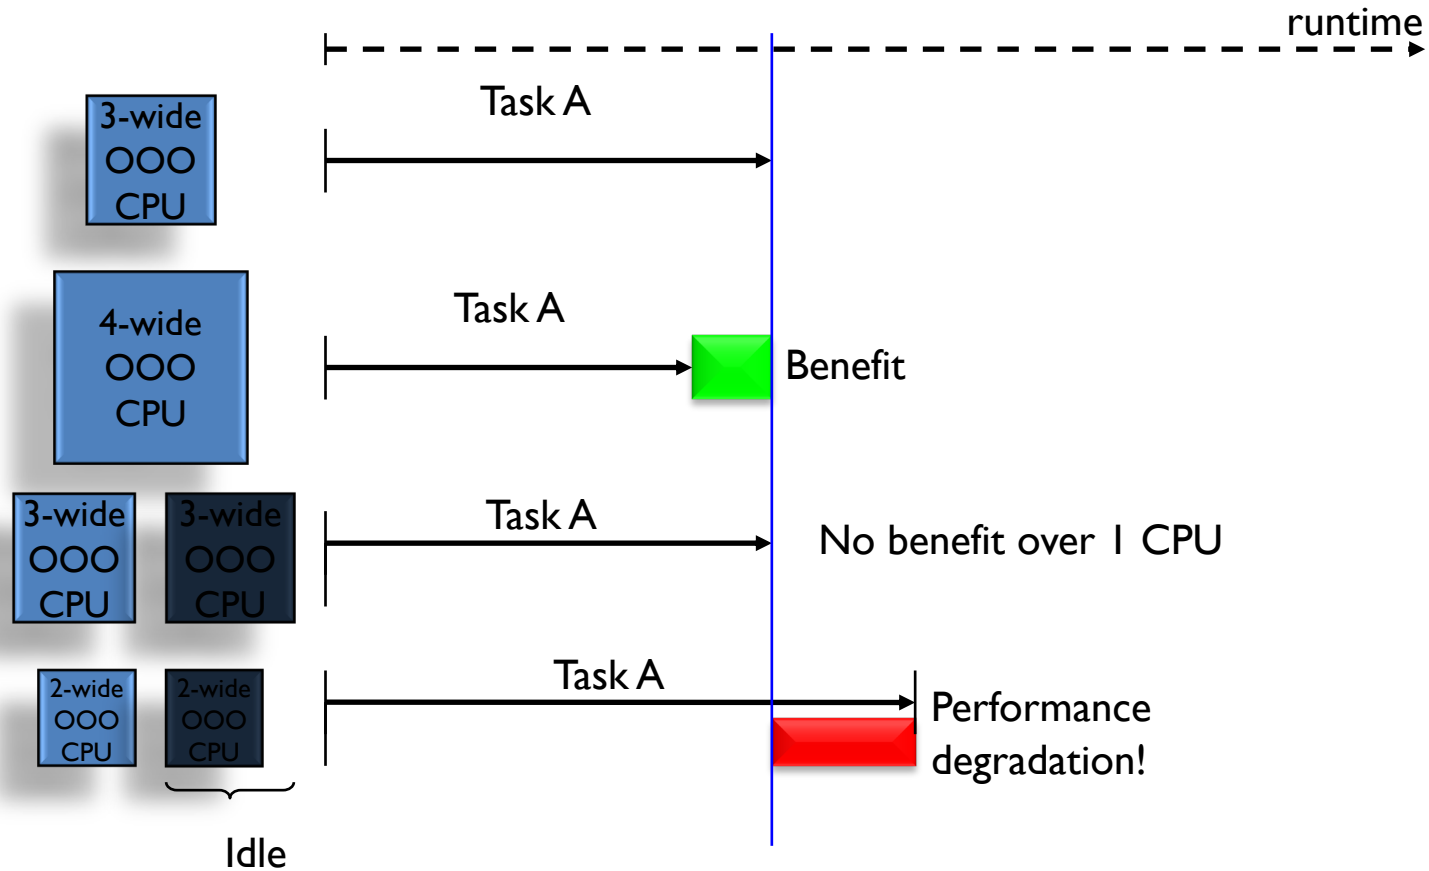 runtime
Task A
3-wide
OOO
CPU
Task A
4-wide
OOO
CPU
Benefit
Task A
3-wide
OOO
CPU
3-wide
OOO
CPU
No benefit over 1 CPU
Task A
2-wide
OOO
CPU
2-wide
OOO
CPU
Performance
degradation!
Idle